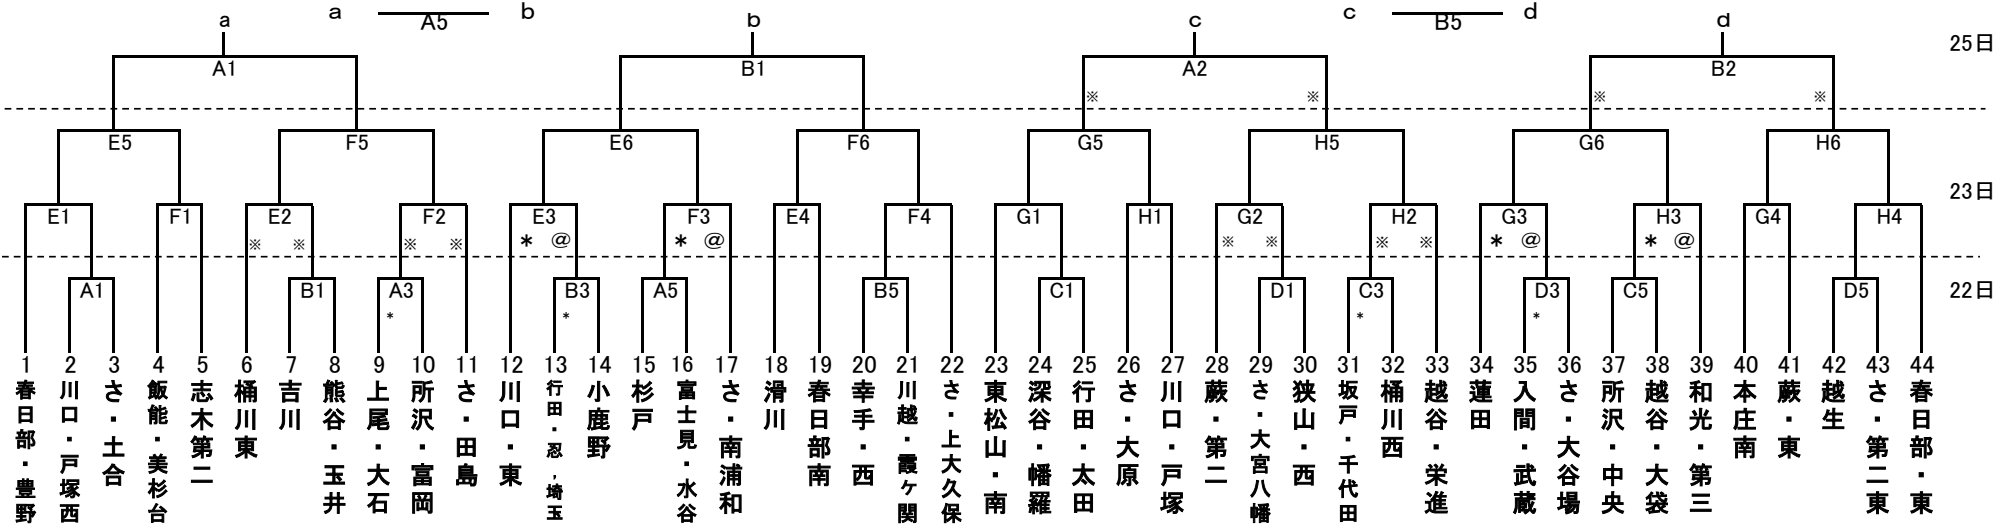 a A5 b c B5 d
a b c d
25日
A1 B1 A2 B2
※ ※ ※ ※
E5 F5 E6 F6 G5 H5 G6 H6
23日
E1 F1 E2 F2 E3 F3 E4 F4 G1 H1 G2 H2 G3 H3 G4 H4
※ ※ ※ ※ * @ * @ ※ ※ ※ ※ * @ * @
22日
A1 B1 A3 B3 A5 B5 C1 D1 C3 D3 C5 D5
* * * *
1 2 3 4 5 6 7 8 9 10 11 12 13 14 15 16 17 18 19 20 21 22 23 24 25 26 27 28 29 30 31 32 33 34 35 36 37 38 39 40 41 42 43 44
春日部・豊野
川口・戸塚西
さ・土合
飯能・美杉台
志木第二
桶川東
吉川
熊谷・玉井
上尾・大石
所沢・富岡
さ・田島
川口・東
行田・忍,埼玉
小鹿野
杉戸
富士見・水谷
さ・南浦和
滑川
春日部南
幸手・西
川越・霞ヶ関
さ・上大久保
東松山・南
深谷・幡羅
行田・太田
さ・大原
川口・戸塚
蕨・第二
さ・大宮八幡
狭山・西
坂戸・千代田
桶川西
越谷・栄進
蓮田
入間・武蔵
さ・大谷場
所沢・中央
越谷・大袋
和光・第三
本庄南
蕨・東
越生
さ・第二東
春日部・東